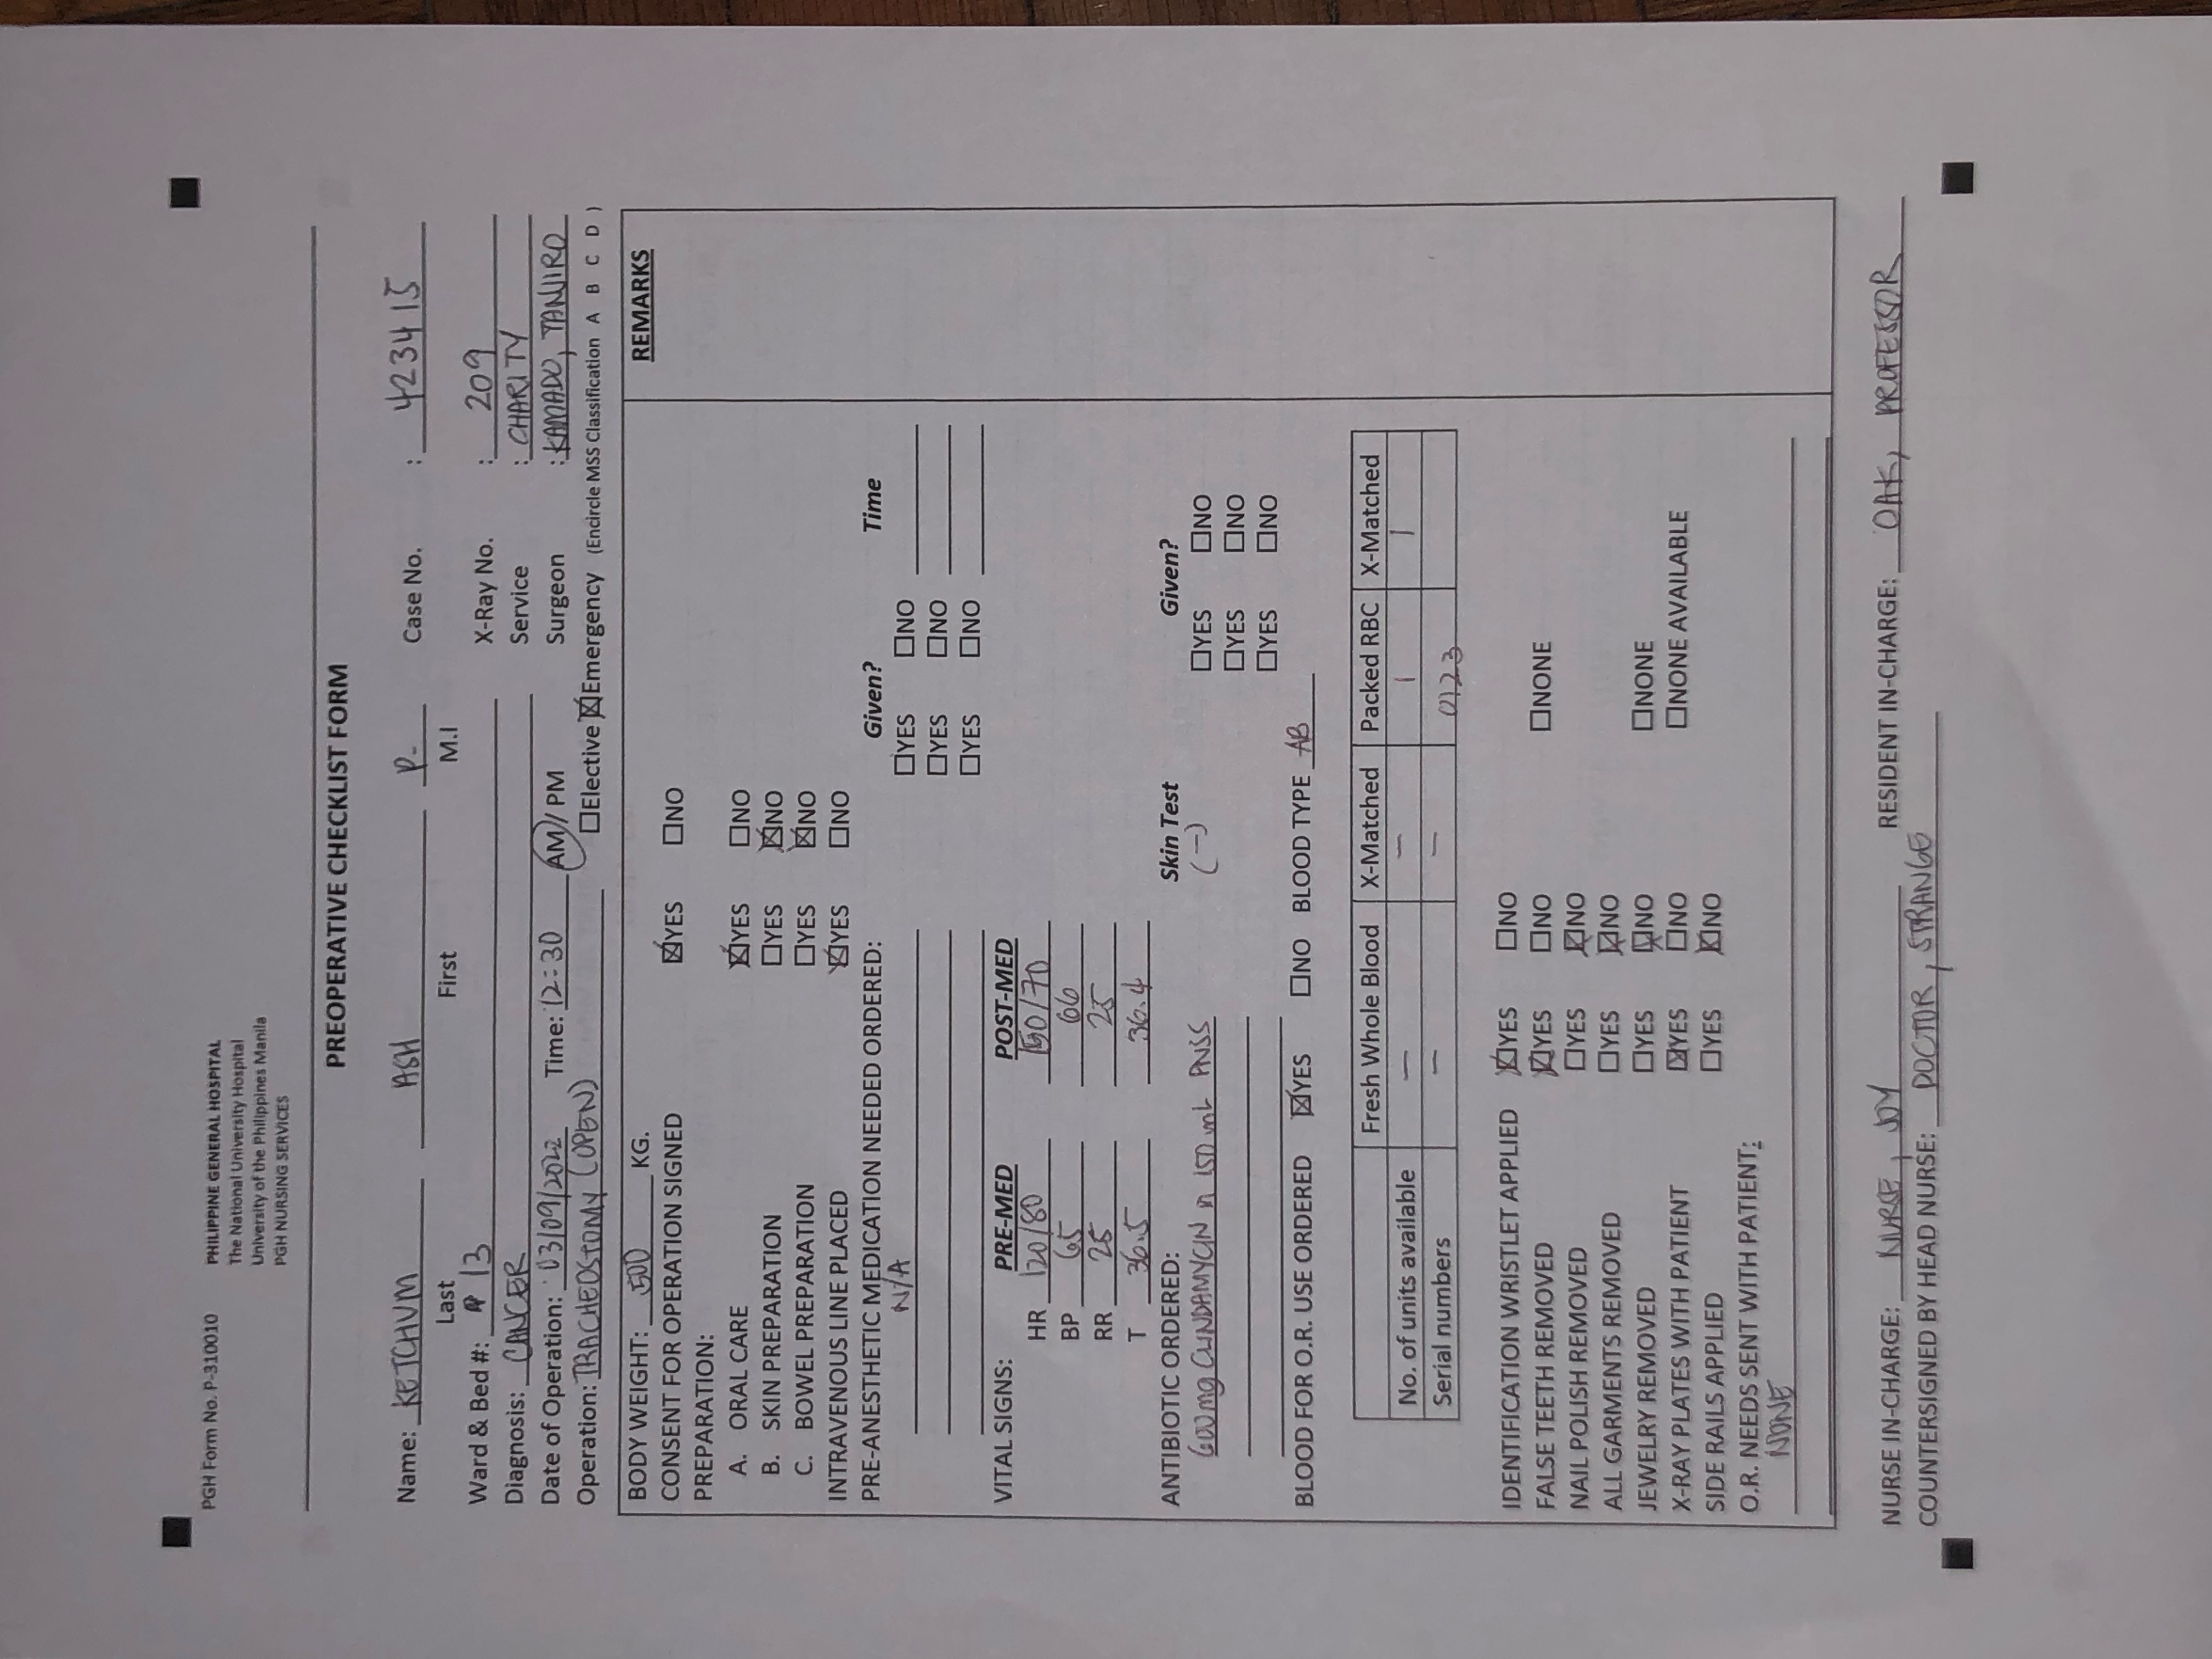 PGH Form No. P-310010 PHILIPPINE GENERAL HOSPITAL
The National University Hospital
University of the Philippines Manila
PGH NURSING SERVICES
PREOPERATIVE CHECKLIST FORM
Name: KETCHUM ASH P. Case No. : 423415
Last First M.I
Ward & Bed #: 13 X-Ray No. : 209
Diagnosis: CANCER Service : CHARITY
Date of Operation: 03/09/2022 Time: 12:30 AM / PM Surgeon : KAMADO, TANJIRO
Operation: TRACHEOSTOMY (OPEN) ☐Elective ☒Emergency (Encircle MSS Classification A B C D )
BODY WEIGHT: 500 KG. REMARKS
CONSENT FOR OPERATION SIGNED ☒YES ☐NO
PREPARATION:
A. ORAL CARE ☒YES ☐NO
B. SKIN PREPARATION ☐YES ☒NO
C. BOWEL PREPARATION ☐YES ☒NO
INTRAVENOUS LINE PLACED ☒YES ☐NO
PRE-ANESTHETIC MEDICATION NEEDED ORDERED: Given? Time
N/A ☐YES ☐NO
☐YES ☐NO
☐YES ☐NO
VITAL SIGNS: PRE-MED POST-MED
HR 120/80 /70
BP 65 66
RR 25 25
T 36.5 36.4
ANTIBIOTIC ORDERED: Skin Test Given?
600mg CLINDAMYCIN in 150 mL PNSS (-) ☐YES ☐NO
☐YES ☐NO
☐YES ☐NO
BLOOD FOR O.R. USE ORDERED ☒YES ☐NO BLOOD TYPE AB
Fresh Whole Blood X-Matched Packed RBC X-Matched
No. of units available — — 1 1
Serial numbers — — 0123
IDENTIFICATION WRISTLET APPLIED ☒YES ☐NO
FALSE TEETH REMOVED ☒YES ☐NO ☐NONE
NAIL POLISH REMOVED ☐YES ☒NO
ALL GARMENTS REMOVED ☐YES ☒NO
JEWELRY REMOVED ☐YES ☒NO ☐NONE
X-RAY PLATES WITH PATIENT ☒YES ☐NO ☐NONE AVAILABLE
SIDE RAILS APPLIED ☐YES ☒NO
O.R. NEEDS SENT WITH PATIENT:
NONE
NURSE IN-CHARGE: NURSE, JOY RESIDENT IN-CHARGE: OAK, PROFESSOR
COUNTERSIGNED BY HEAD NURSE: DOCTOR, STRANGE